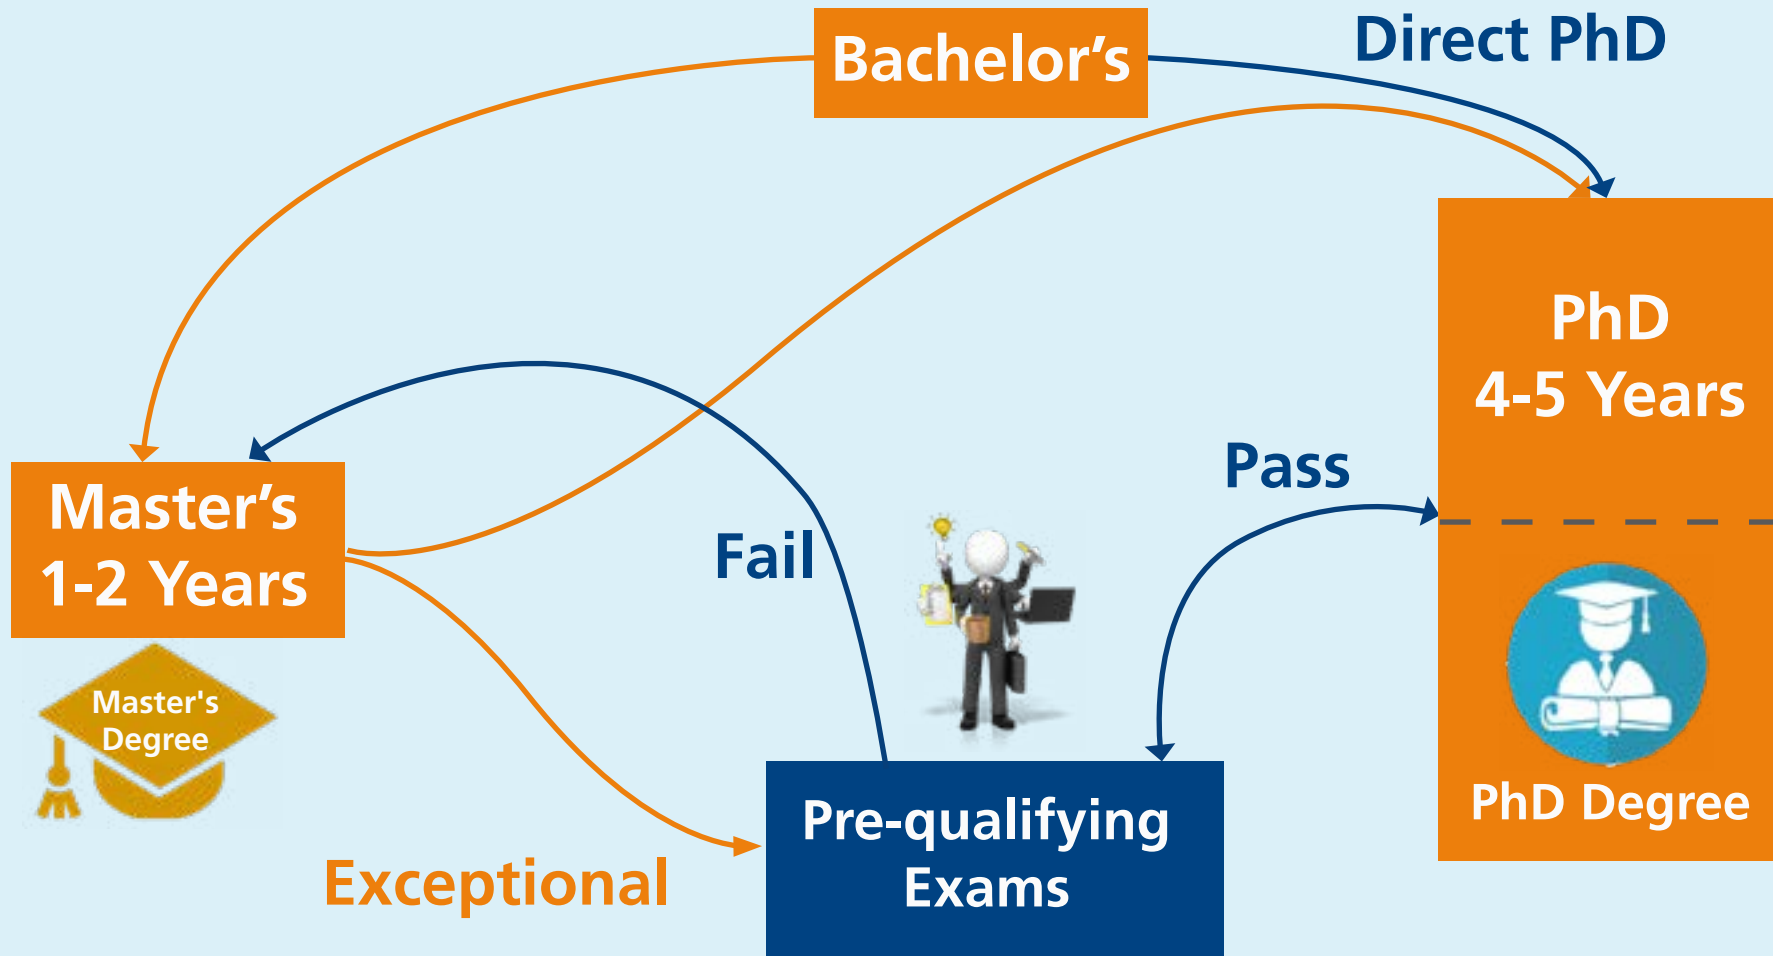 Bachelor’s
Direct PhD
PhD
4-5 Years
Pass
Master’s
1-2 Years
Fail
Master's
Degree
PhD Degree
Pre-qualifying
Exams
Exceptional